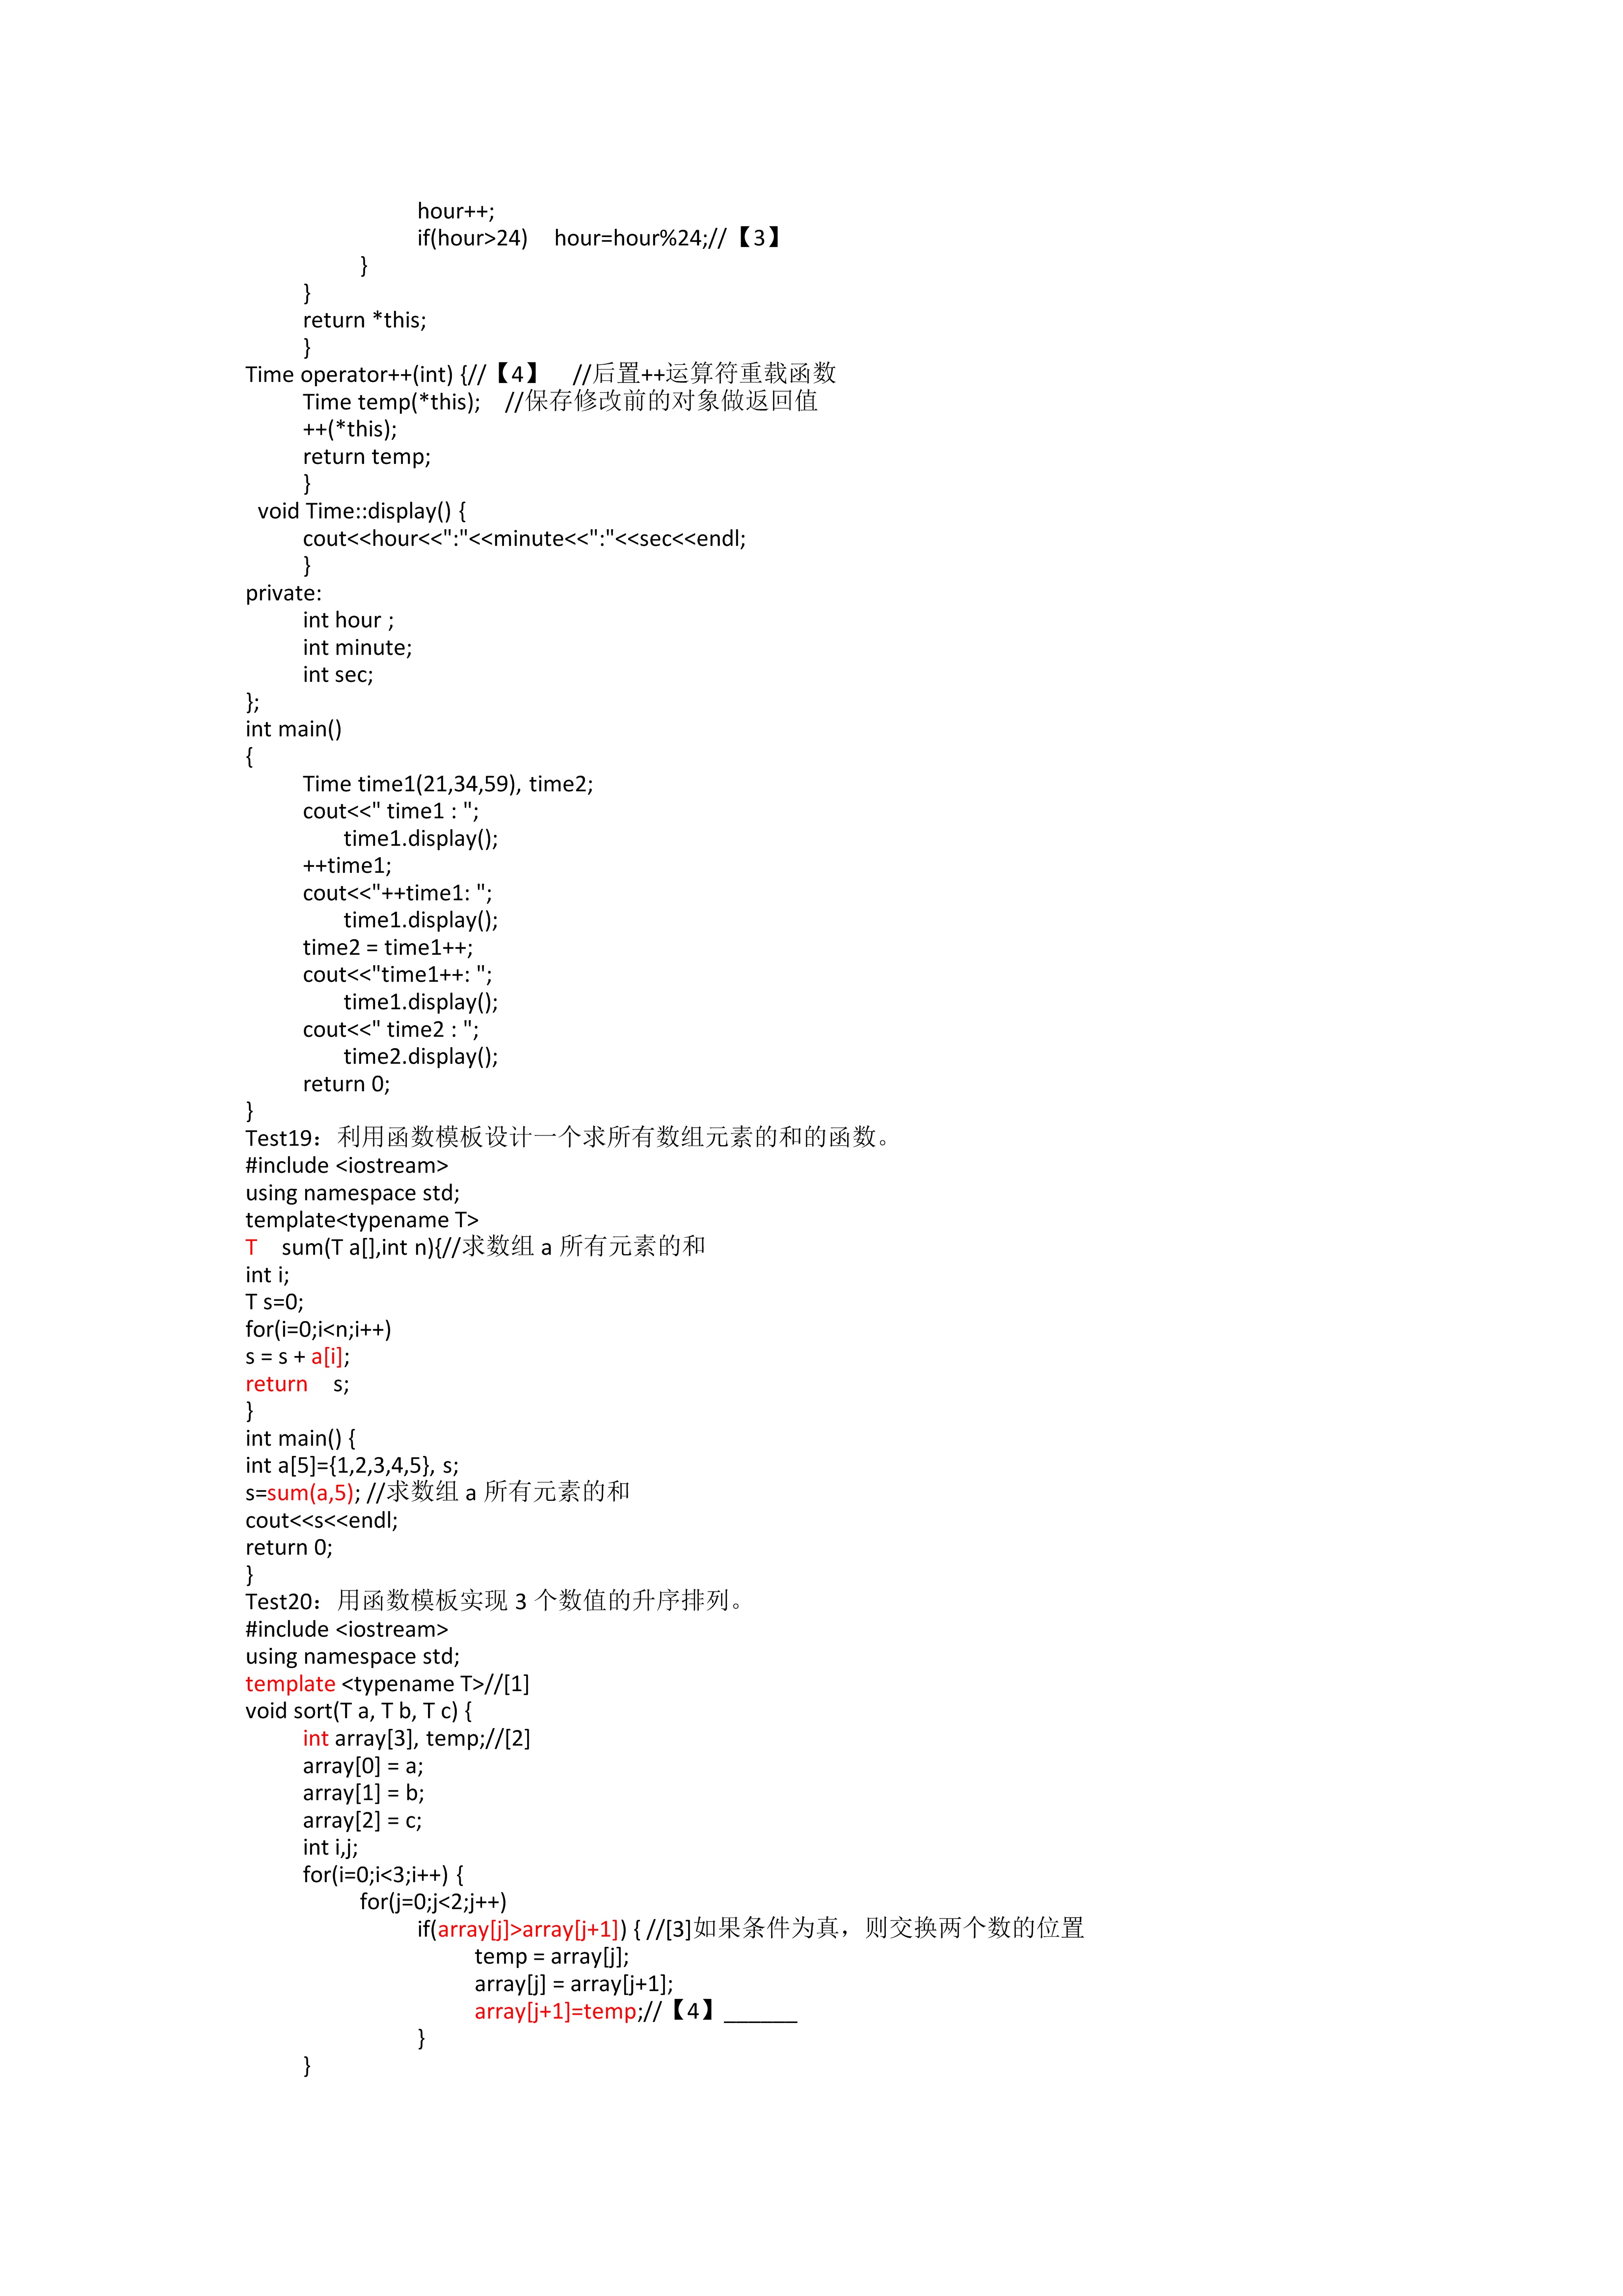 hour++;
if(hour>24)    hour=hour%24;//【3】
}
}
return *this;
}
Time operator++(int) {//【4】    //后置++运算符重载函数
Time temp(*this);    //保存修改前的对象做返回值
++(*this);
return temp;
}
void Time::display() {
cout<<hour<<":"<<minute<<":"<<sec<<endl;
}
private:
int hour ;
int minute;
int sec;
};
int main()
{
Time time1(21,34,59), time2;
cout<<" time1 : ";
time1.display();
++time1;
cout<<"++time1: ";
time1.display();
time2 = time1++;
cout<<"time1++: ";
time1.display();
cout<<" time2 : ";
time2.display();
return 0;
}
Test19：利用函数模板设计一个求所有数组元素的和的函数。
#include <iostream>
using namespace std;
template<typename T>
T    sum(T a[],int n){//求数组 a 所有元素的和
int i;
T s=0;
for(i=0;i<n;i++)
s = s + a[i];
return    s;
}
int main() {
int a[5]={1,2,3,4,5}, s;
s=sum(a,5); //求数组 a 所有元素的和
cout<<s<<endl;
return 0;
}
Test20：用函数模板实现 3 个数值的升序排列。
#include <iostream>
using namespace std;
template <typename T>//[1]
void sort(T a, T b, T c) {
int array[3], temp;//[2]
array[0] = a;
array[1] = b;
array[2] = c;
int i,j;
for(i=0;i<3;i++) {
for(j=0;j<2;j++)
if(array[j]>array[j+1]) { //[3]如果条件为真，则交换两个数的位置
temp = array[j];
array[j] = array[j+1];
array[j+1]=temp;//【4】______
}
}